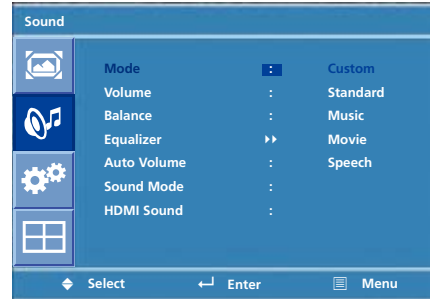 Sound
Mode : Custom
Volume : Standard
Balance : Music
Equalizer Movie
Auto Volume : Speech
Sound Mode :
HDMI Sound :
Select Enter Menu